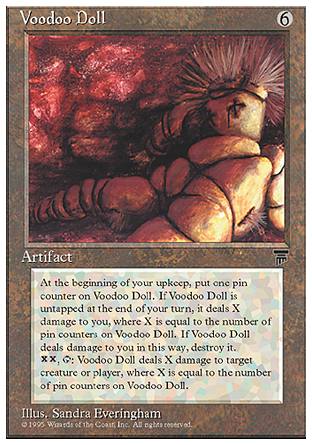 Voodoo Doll 6
Artifact
At the beginning of your upkeep, put one pin
counter on Voodoo Doll. If Voodoo Doll is
untapped at the end of your turn, it deals X
damage to you, where X is equal to the number of
pin counters on Voodoo Doll. If Voodoo Doll
deals damage to you in this way, destroy it.
XX, : Voodoo Doll deals X damage to target
creature or player, where X is equal to the number
of pin counters on Voodoo Doll.
Illus. Sandra Everingham
© 1995 Wizards of the Coast, Inc. All rights reserved.